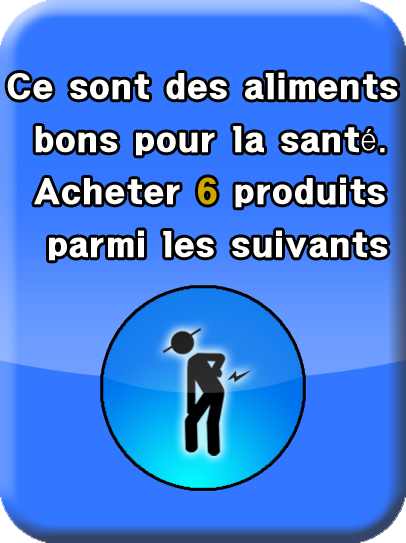 Ce sont des aliments
bons pour la santé.
Acheter 6 produits
parmi les suivants